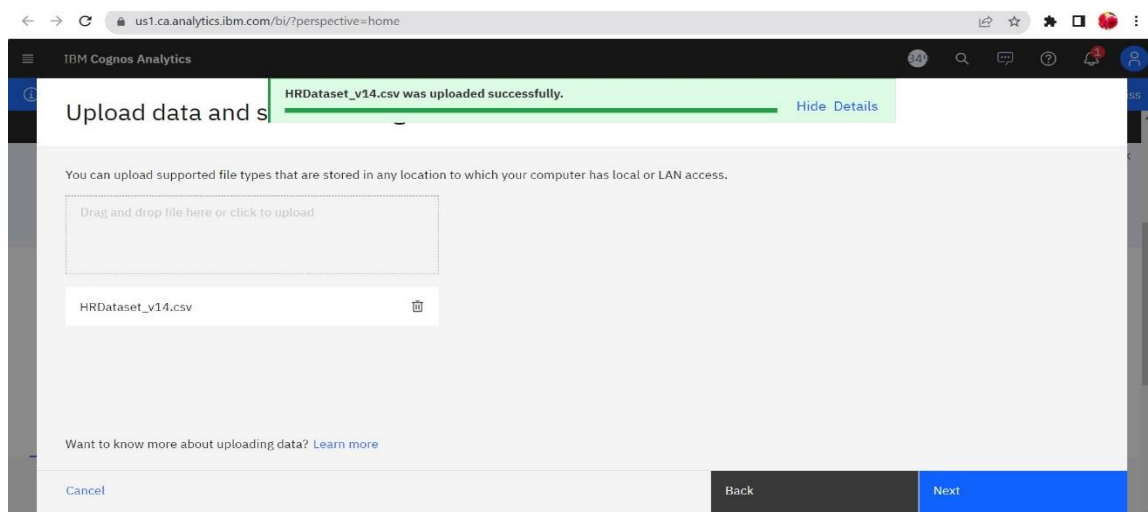 us1.ca.analytics.ibm.com/bi/?perspective=home
IBM Cognos Analytics
HRDataset_v14.csv was uploaded successfully.
Hide Details
Upload data and s
You can upload supported file types that are stored in any location to which your computer has local or LAN access.
Drag and drop file here or click to upload
HRDataset_v14.csv
Want to know more about uploading data? Learn more
Cancel
Back
Next